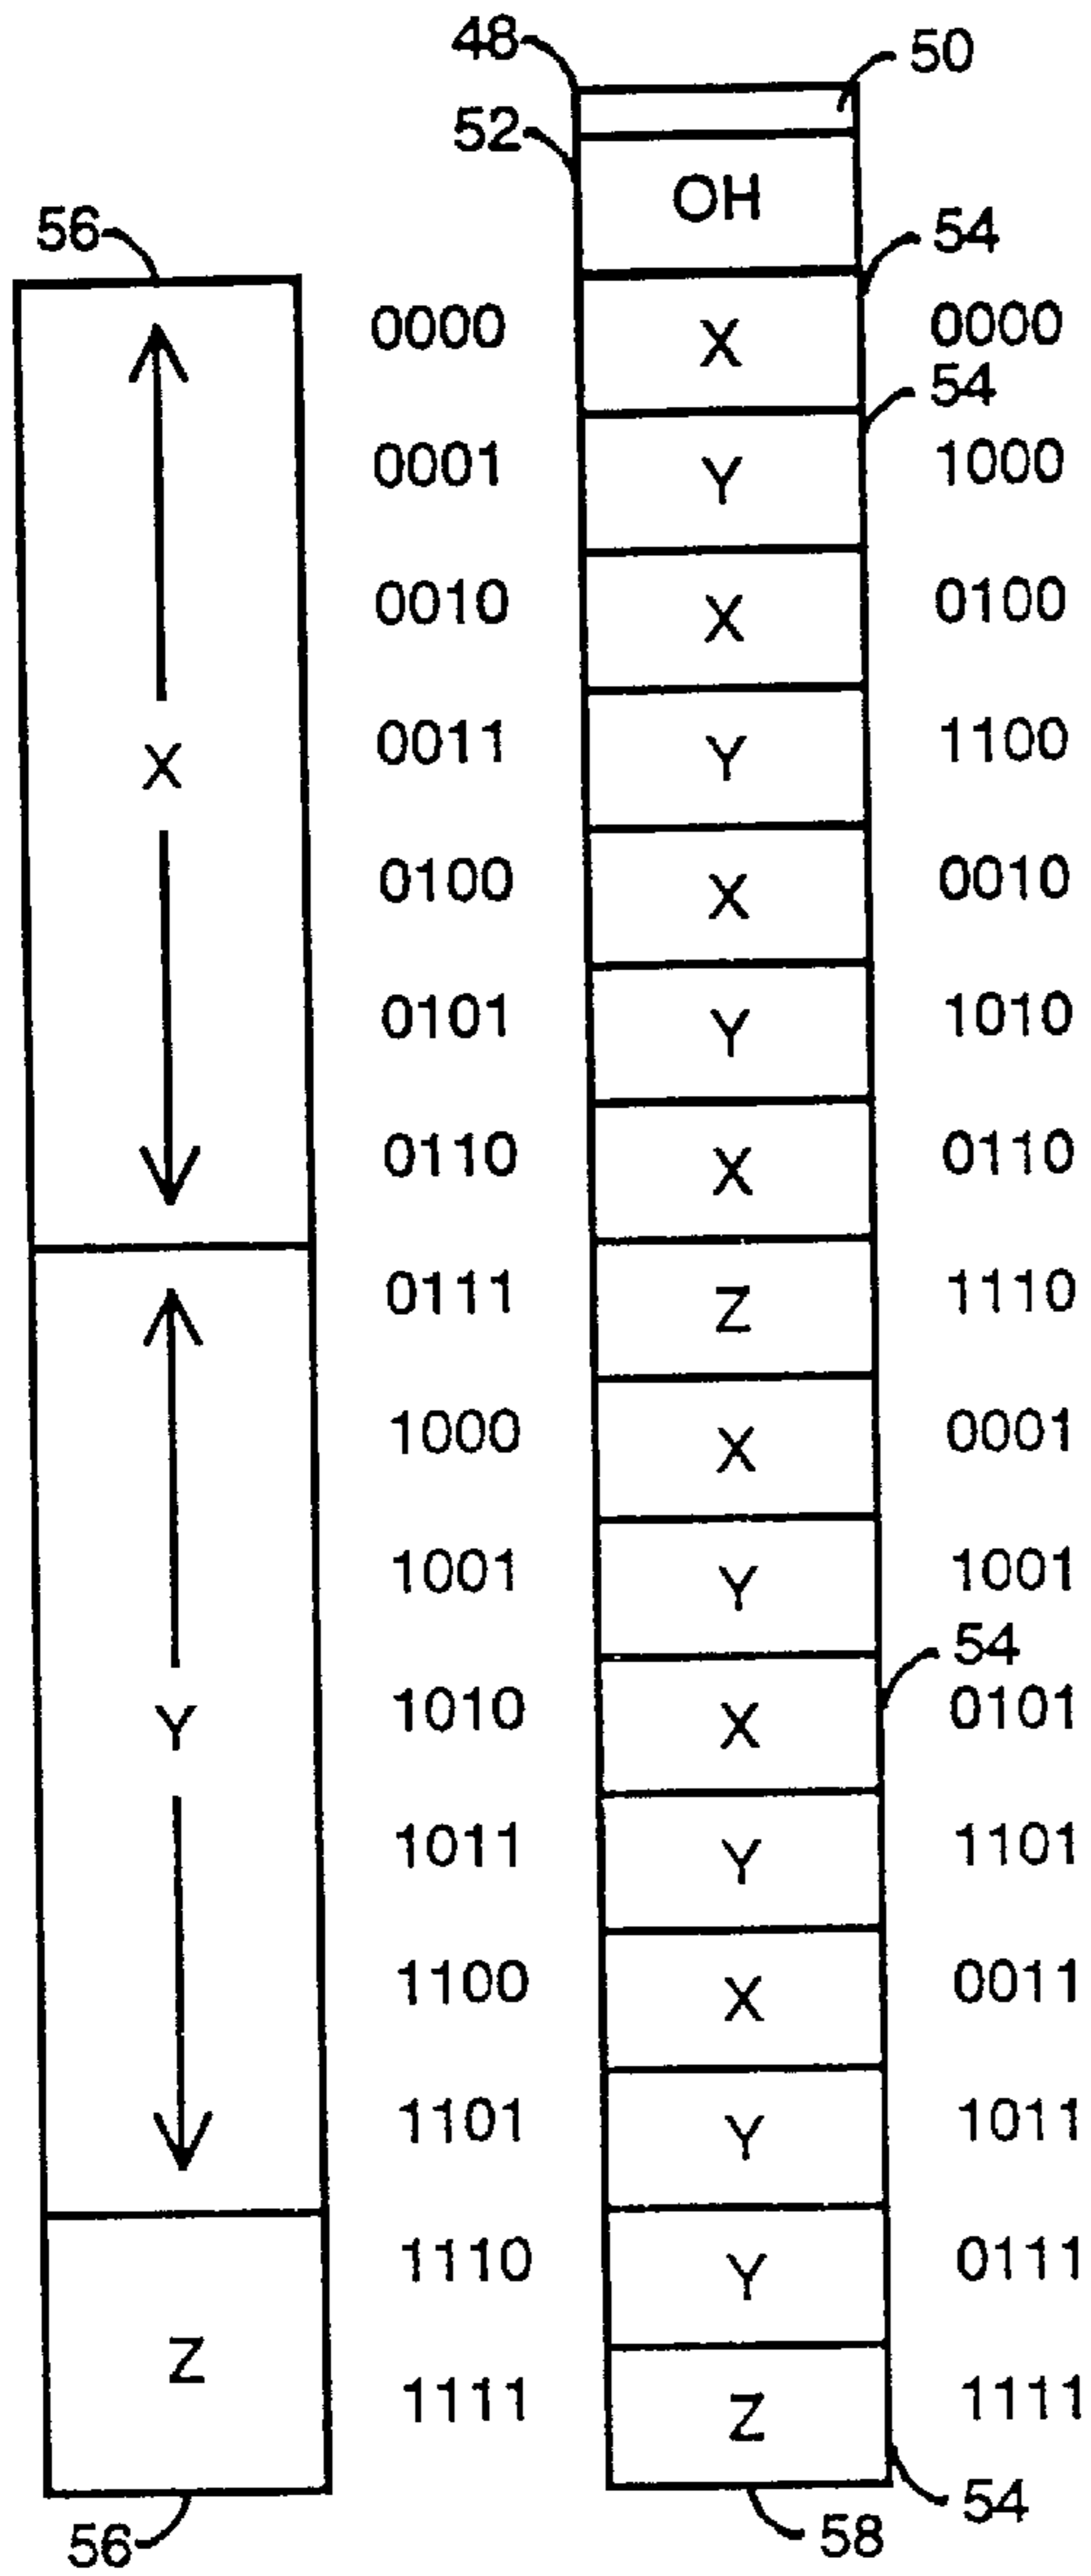 48 50
52
OH
56 54
0000 X 0000
54
0001 Y 1000
0010 X 0100
X 0011 Y 1100
0100 X 0010
0101 Y 1010
0110 X 0110
0111 Z 1110
1000 X 0001
1001 Y 1001
54
Y 1010 X 0101
1011 Y 1101
1100 X 0011
1101 Y 1011
1110 Y 0111
Z
1111 Z 1111
54
56 58